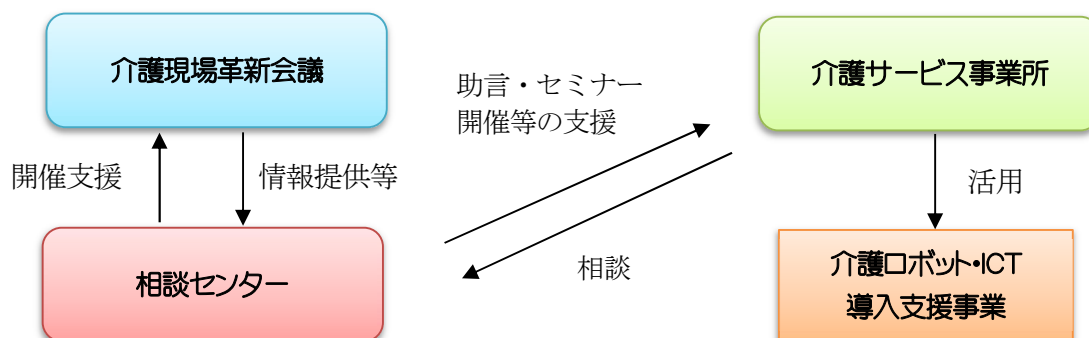 介護現場革新会議
介護サービス事業所
助言・セミナー
開催等の支援
開催支援
情報提供等
活用
相談センター
相談
介護ロボット・ICT
導入支援事業